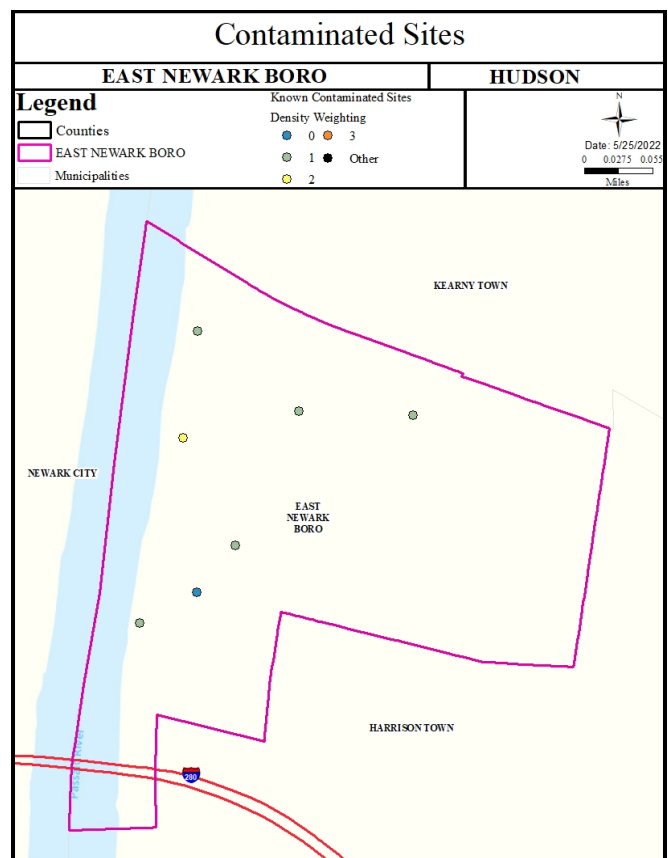 Contaminated Sites
EAST NEWARK BORO
HUDSON
Legend
Counties
EAST NEWARK BORO
Municipalities
Known Contaminated Sites
Density Weighting
0 3
1 Other
2
N
Date: 5/25/2022
0 0.0275 0.055
Miles
KEARNY TOWN
NEWARK CITY
EAST
NEWARK
BORO
HARRISON TOWN
280
Passaic River